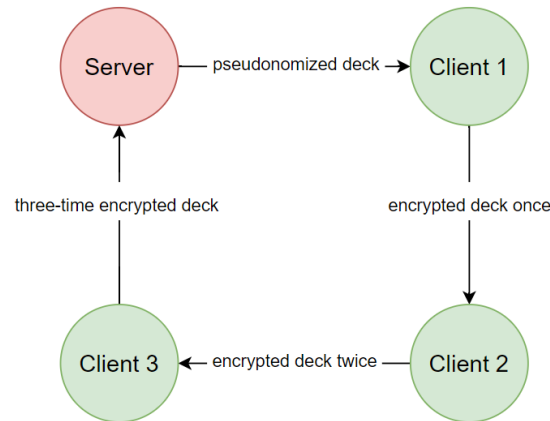 Server
pseudonomized deck
Client 1
three-time encrypted deck
encrypted deck once
Client 3
encrypted deck twice
Client 2